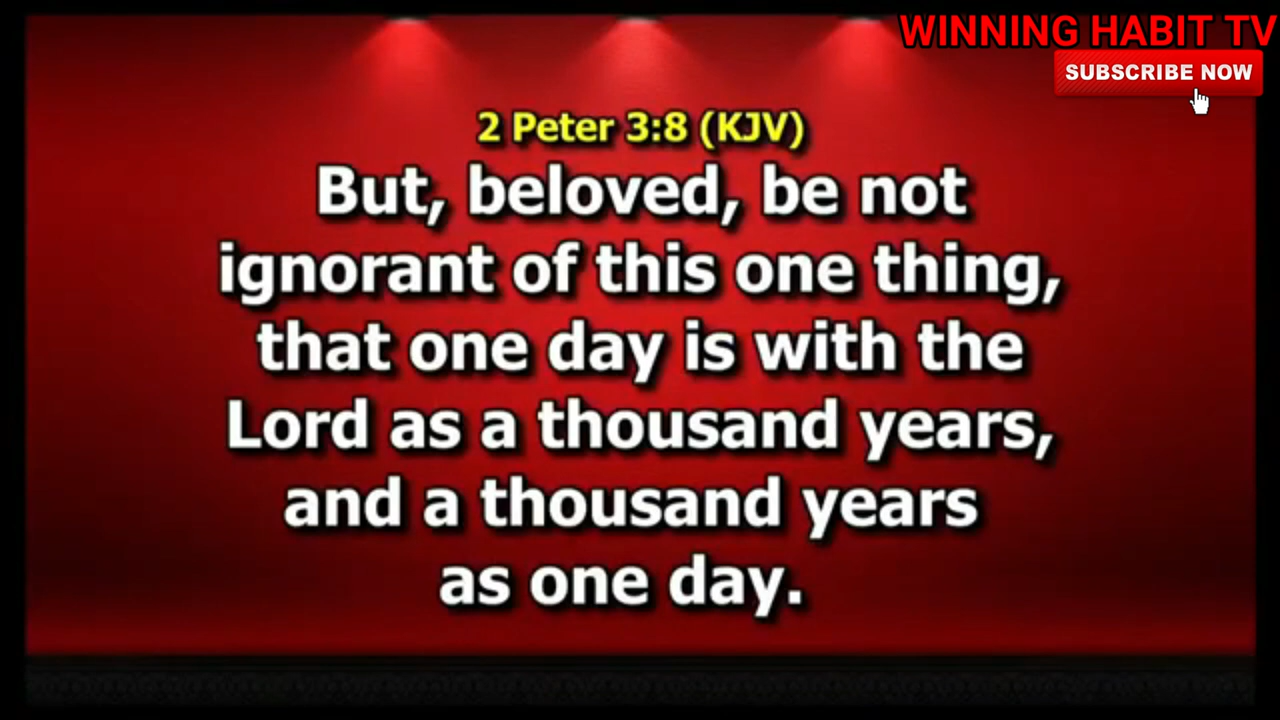 WINNING HABIT TV
SUBSCRIBE NOW
2 Peter 3:8 (KJV)
But, beloved, be not
ignorant of this one thing,
that one day is with the
Lord as a thousand years,
and a thousand years
as one day.